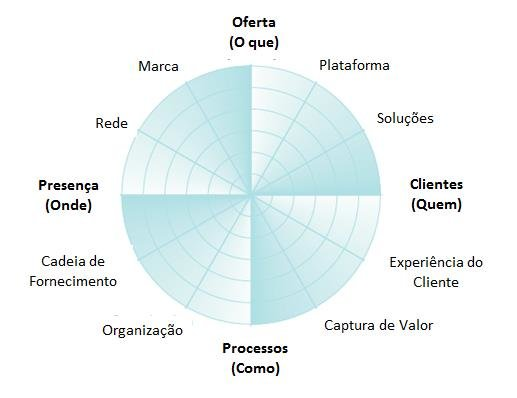 Oferta
(O que)
Marca
Plataforma
Rede
Soluções
Presença
(Onde)
Clientes
(Quem)
Cadeia de
Fornecimento
Experiência do
Cliente
Organização
Captura de Valor
Processos
(Como)